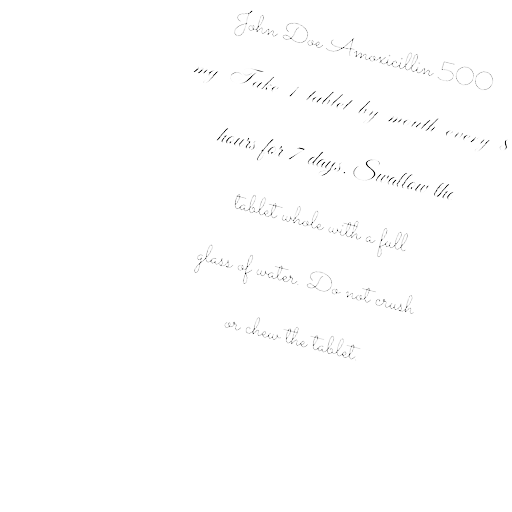 John Doe Amoxicillin 500
mg Take 1 tablet by mouth every
hours for 7 days. Swallow the
tablet whole with a full
glass of water. Do not crush
or chew the tablet